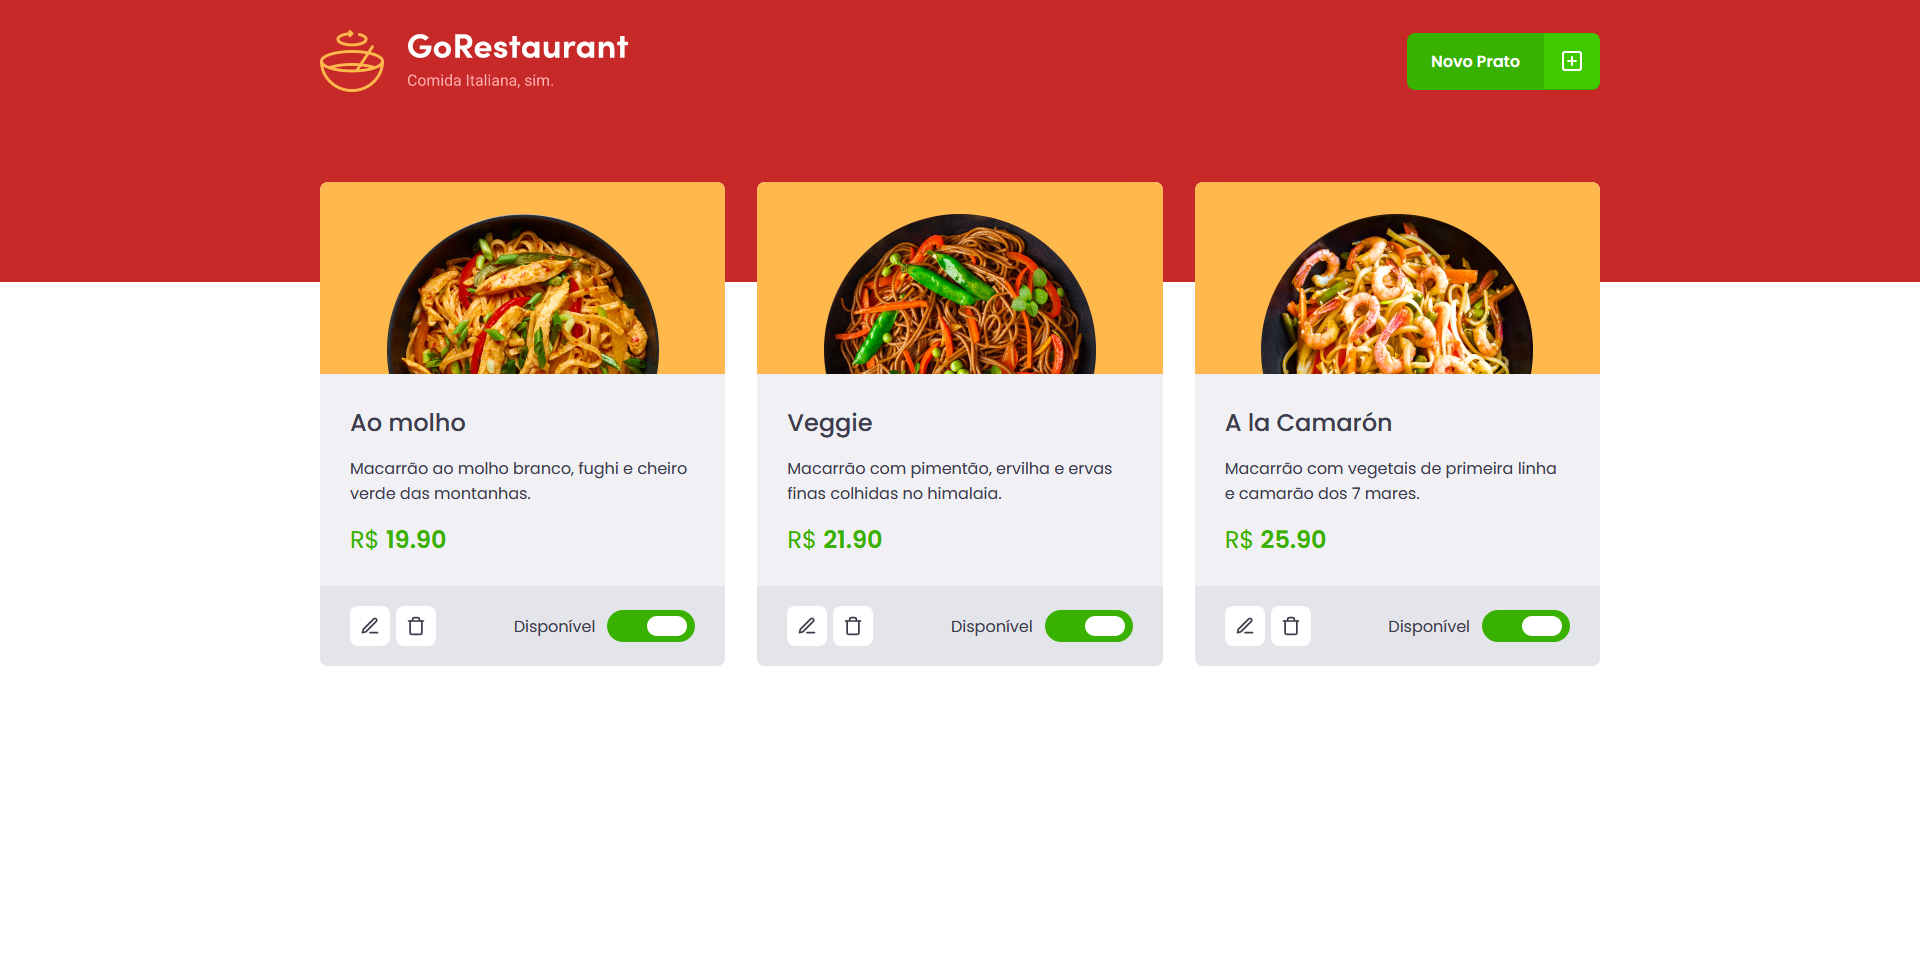 GoRestaurant
Comida Italiana, sim.
Novo Prato
Ao molho
Macarrão ao molho branco, fughi e cheiro
verde das montanhas.
R$ 19.90
Disponível
Veggie
Macarrão com pimentão, ervilha e ervas
finas colhidas no himalaia.
R$ 21.90
Disponível
A la Camarón
Macarrão com vegetais de primeira linha
e camarão dos 7 mares.
R$ 25.90
Disponível